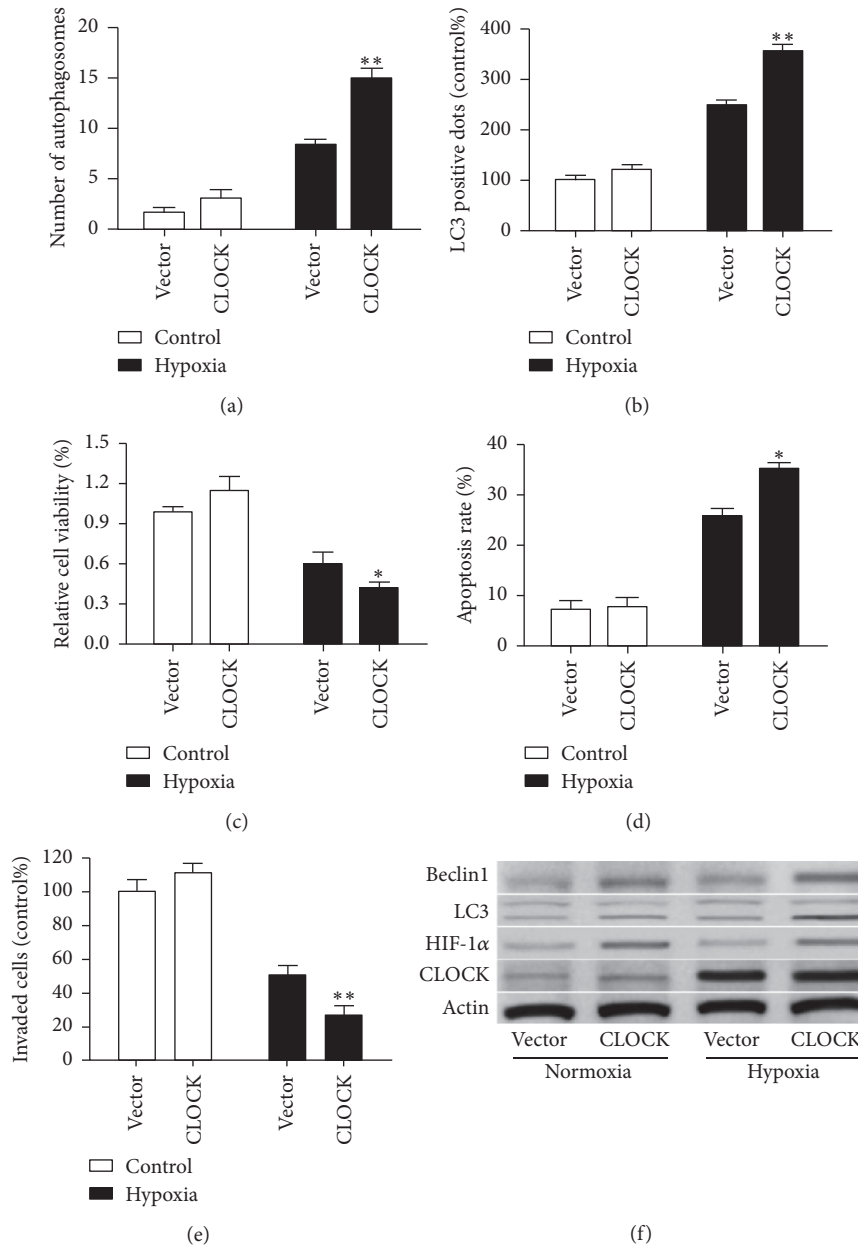 Number of autophagosomes
20
15
10
5
0
**
Vector
CLOCK
Vector
CLOCK
Control
Hypoxia
(a)
LC3 positive dots (control%)
400
300
200
100
0
**
Vector
CLOCK
Vector
CLOCK
Control
Hypoxia
(b)
Relative cell viability (%)
1.5
1.2
0.9
0.6
0.3
0.0
*
Vector
CLOCK
Vector
CLOCK
Control
Hypoxia
(c)
Apoptosis rate (%)
40
30
20
10
0
*
Vector
CLOCK
Vector
CLOCK
Control
Hypoxia
(d)
Invaded cells (control%)
120
100
80
60
40
20
0
**
Vector
CLOCK
Vector
CLOCK
Control
Hypoxia
(e)
Beclin1
LC3
HIF-1α
CLOCK
Actin
Vector CLOCK Vector CLOCK
Normoxia Hypoxia
(f)